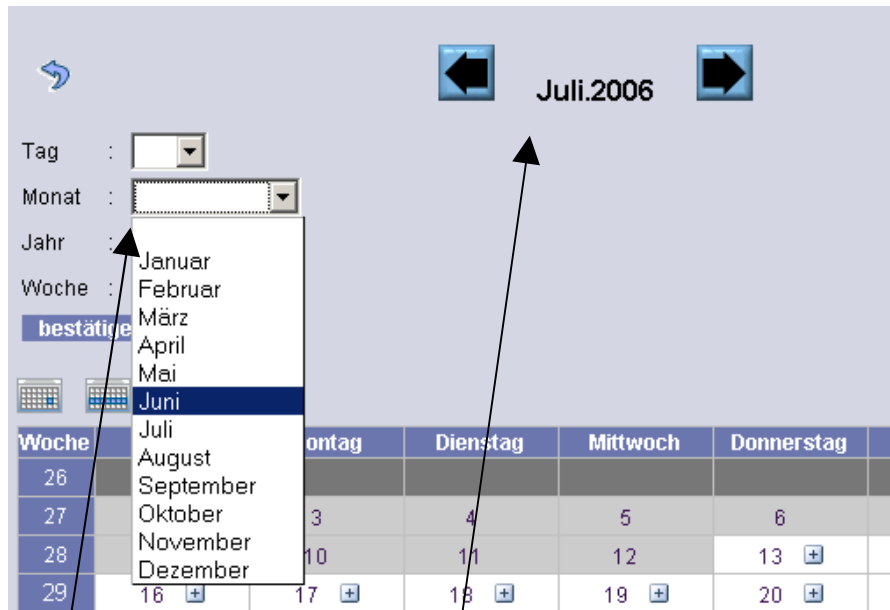 Juli.2006
Tag :
Monat :
Jahr :
Woche :
bestätige
Januar
Februar
März
April
Mai
Juni
Juli
August
September
Oktober
November
Dezember
Woche ontag Dienstag Mittwoch Donnerstag
26
27 3 4 5 6
28 10 11 12 13 +
29 16 + 17 + 18 + 19 + 20 +